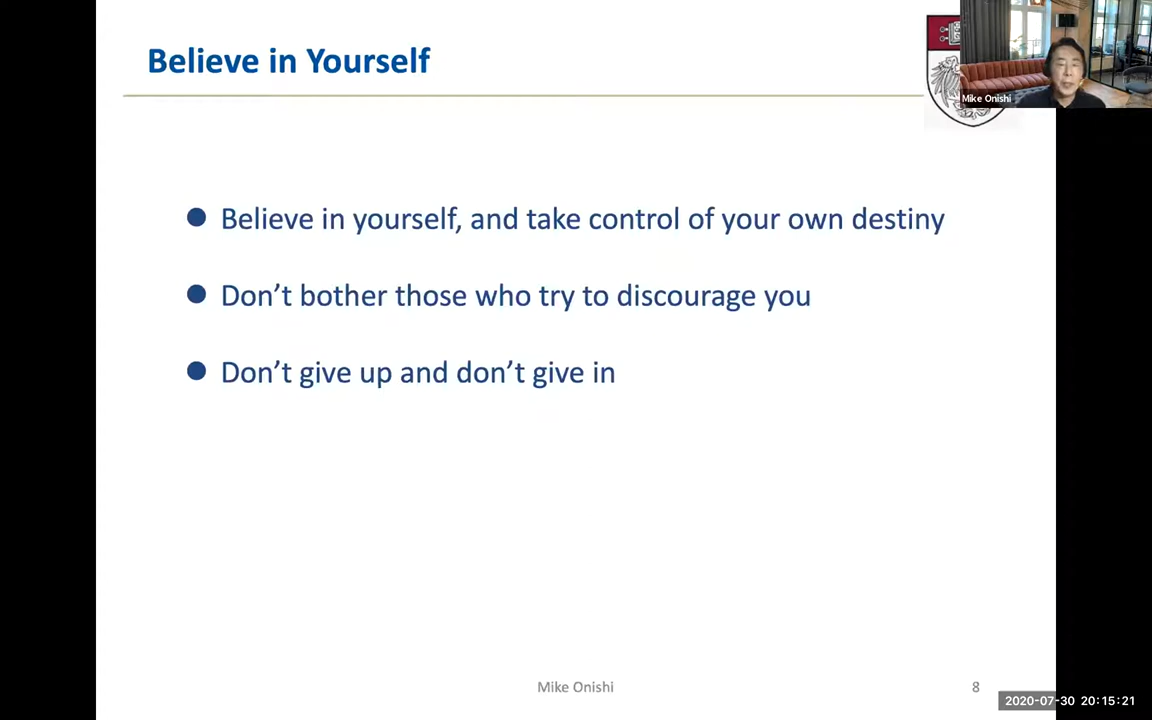 Believe in Yourself
Mike Onishi
Believe in yourself, and take control of your own destiny
Don’t bother those who try to discourage you
Don’t give up and don’t give in
Mike Onishi
8
2020-07-30 20:15:21